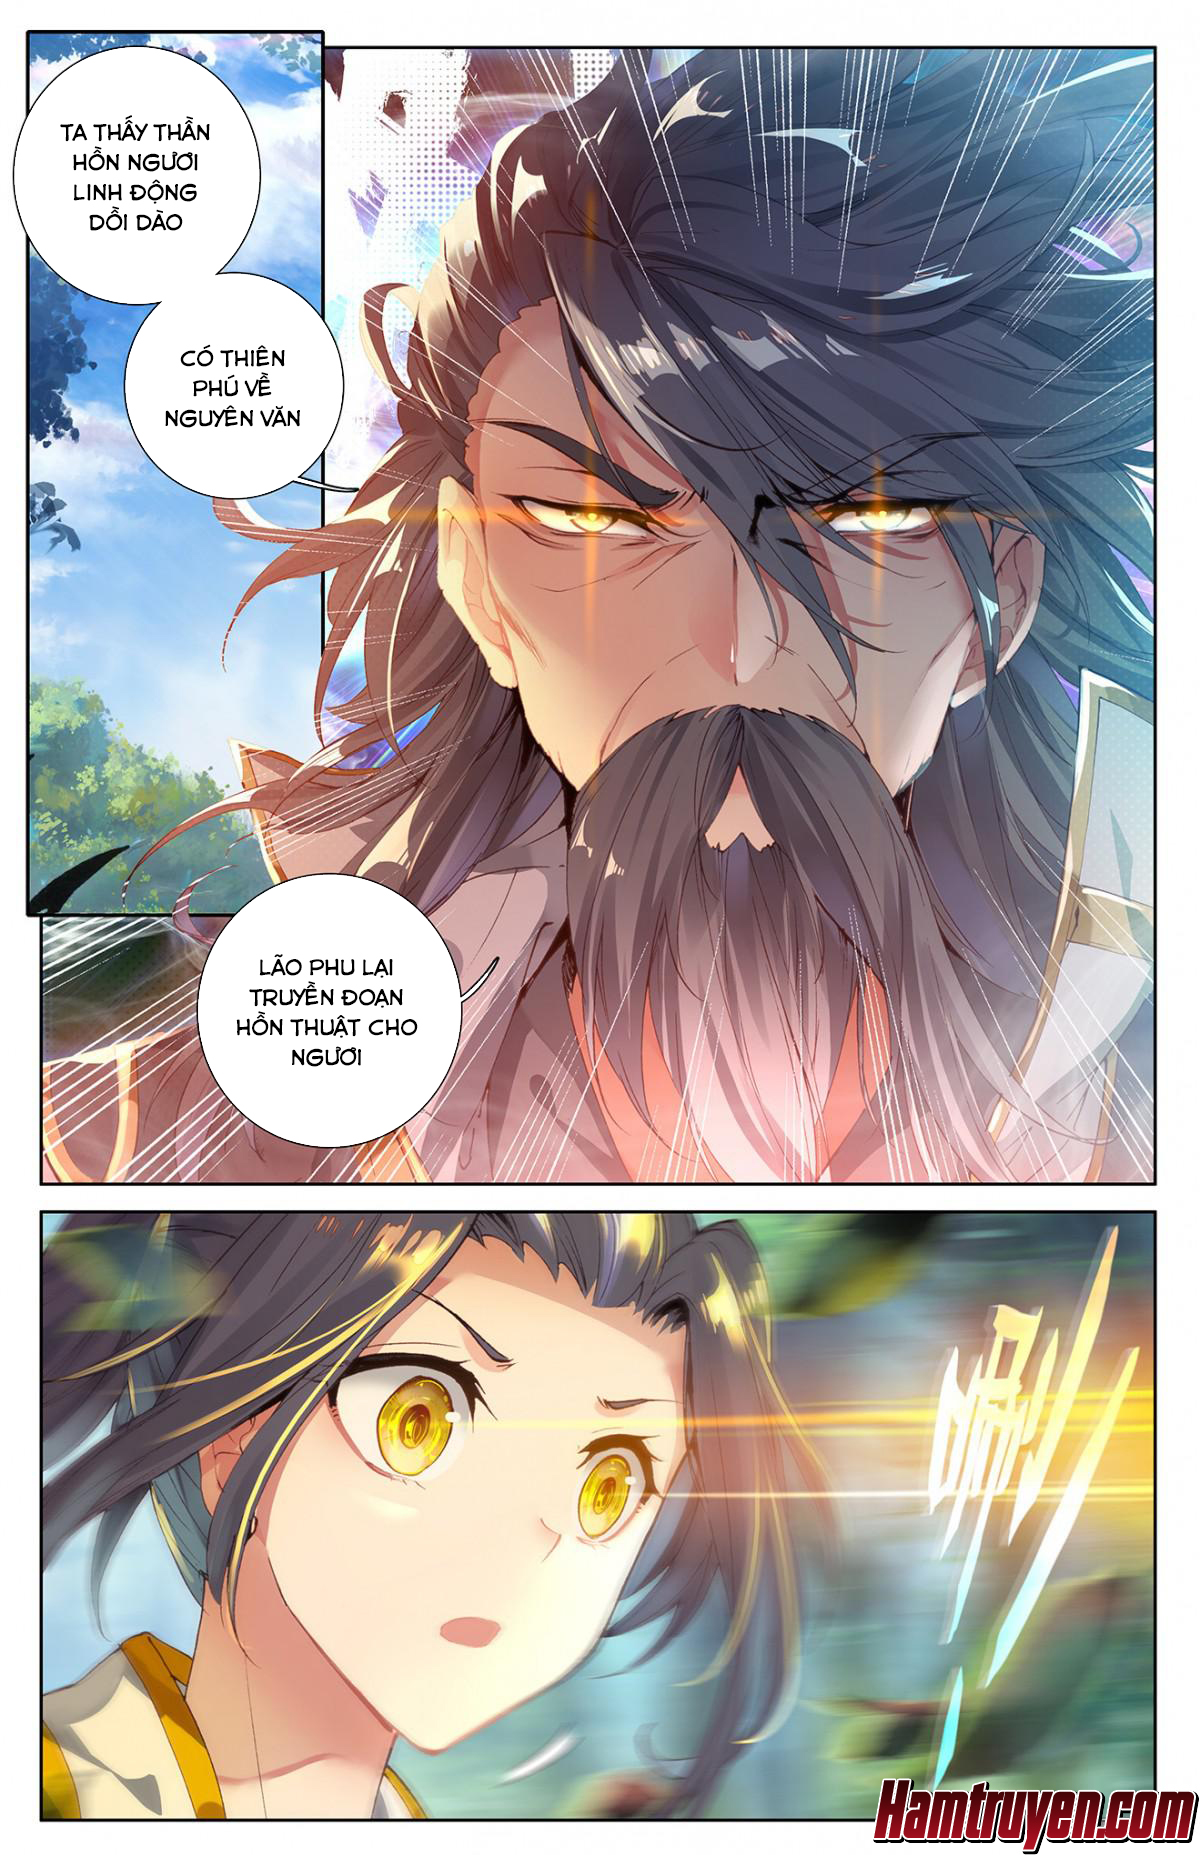 TA THẤY THẦN
HỒN NGƯƠI
LINH ĐỘNG
DỒI DÀO
CÓ THIÊN
PHÚ VỀ
NGUYÊN VĂN
LÃO PHU LẠI
TRUYỀN ĐOẠN
HỒN THUẬT CHO
NGƯƠI
Hamtruyen.com